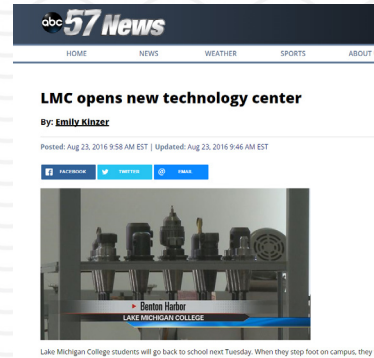 abc 57 News
HOME NEWS WEATHER SPORTS ABOUT
LMC opens new technology center
By: Emily Kinzer
Posted: Aug 23, 2016 9:58 AM EST | Updated: Aug 23, 2016 9:46 AM EST
FACEBOOK TWITTER @ EMAIL
Benton Harbor
LAKE MICHIGAN COLLEGE
Lake Michigan College students will go back to school next Tuesday. When they step foot on campus, they